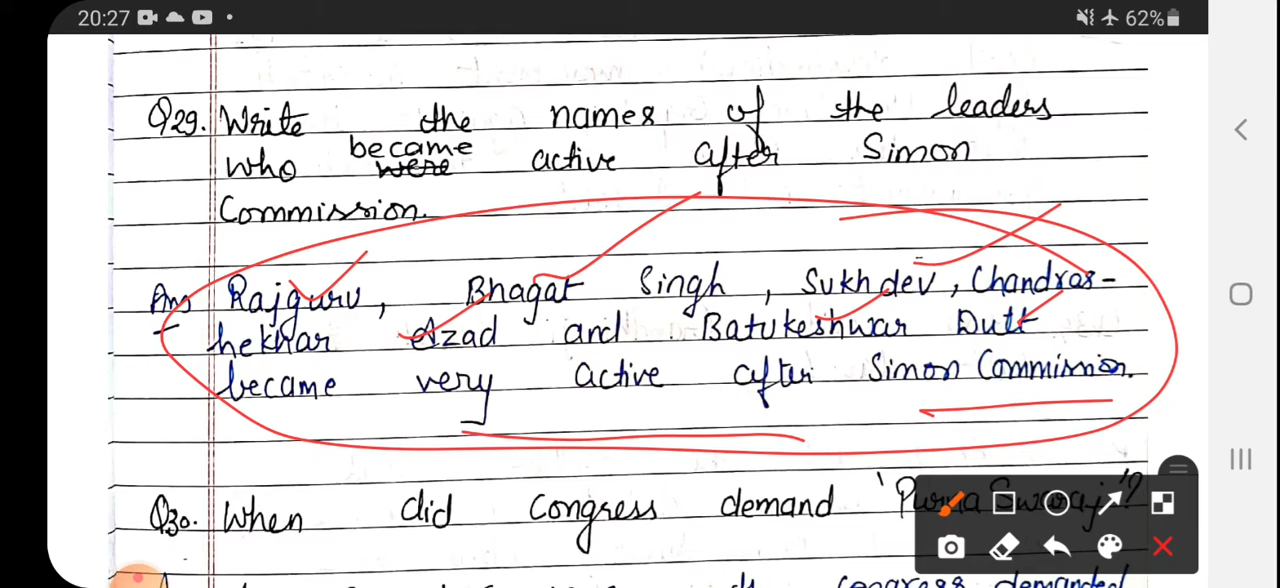 20:27
62%
Q29. Write the names of the leaders
who became were active after Simon
Commission.
Ans Rajguru, Bhagat Singh, Sukhdev, Chandras-
hekhar Azad and Batukeshwar Dutt
became very active after Simon Commission.
Q30. When did Congress demand 'Purna Swaraj'?
congress demanded